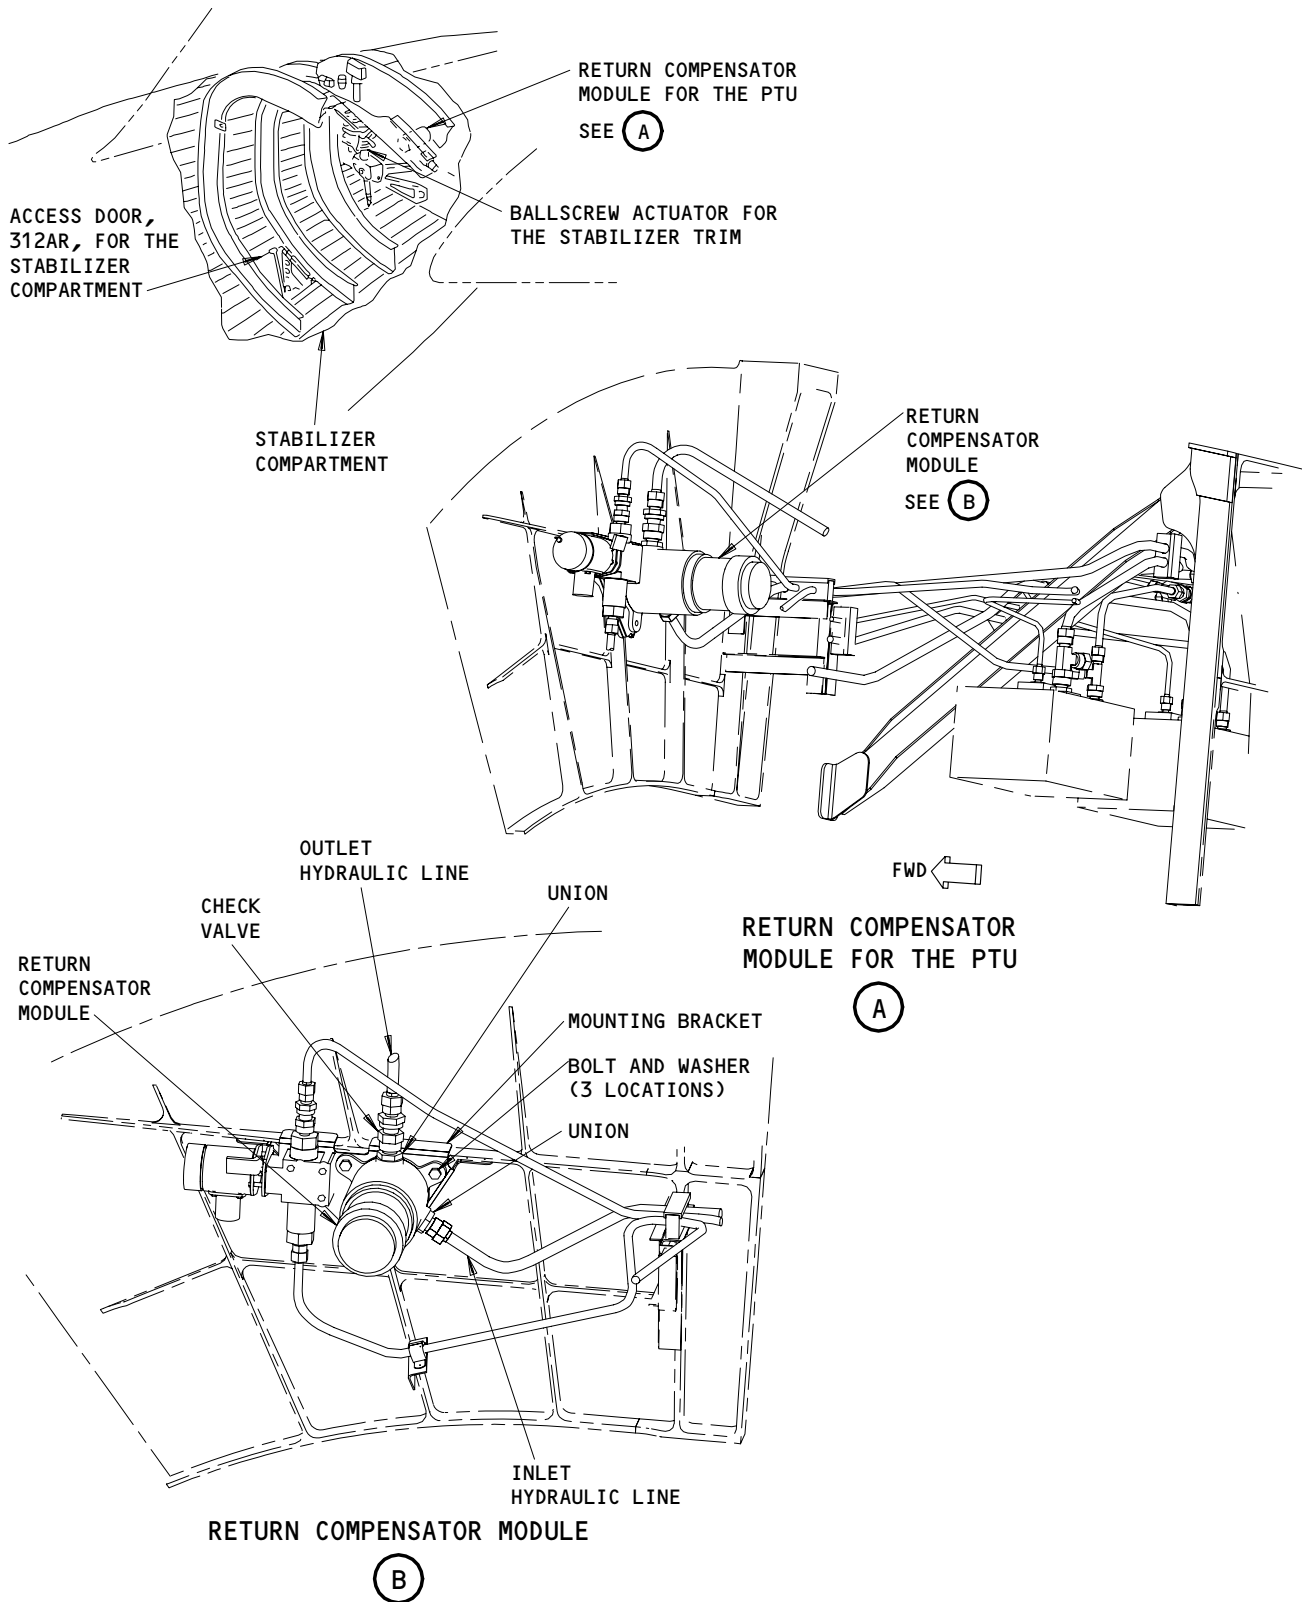 RETURN COMPENSATOR
MODULE FOR THE PTU
SEE A
ACCESS DOOR,
312AR, FOR THE
STABILIZER
COMPARTMENT
BALLSCREW ACTUATOR FOR
THE STABILIZER TRIM
STABILIZER
COMPARTMENT
RETURN
COMPENSATOR
MODULE
SEE B
FWD
RETURN COMPENSATOR
MODULE FOR THE PTU
A
OUTLET
HYDRAULIC LINE
UNION
CHECK
VALVE
RETURN
COMPENSATOR
MODULE
MOUNTING BRACKET
BOLT AND WASHER
(3 LOCATIONS)
UNION
INLET
HYDRAULIC LINE
RETURN COMPENSATOR MODULE
B